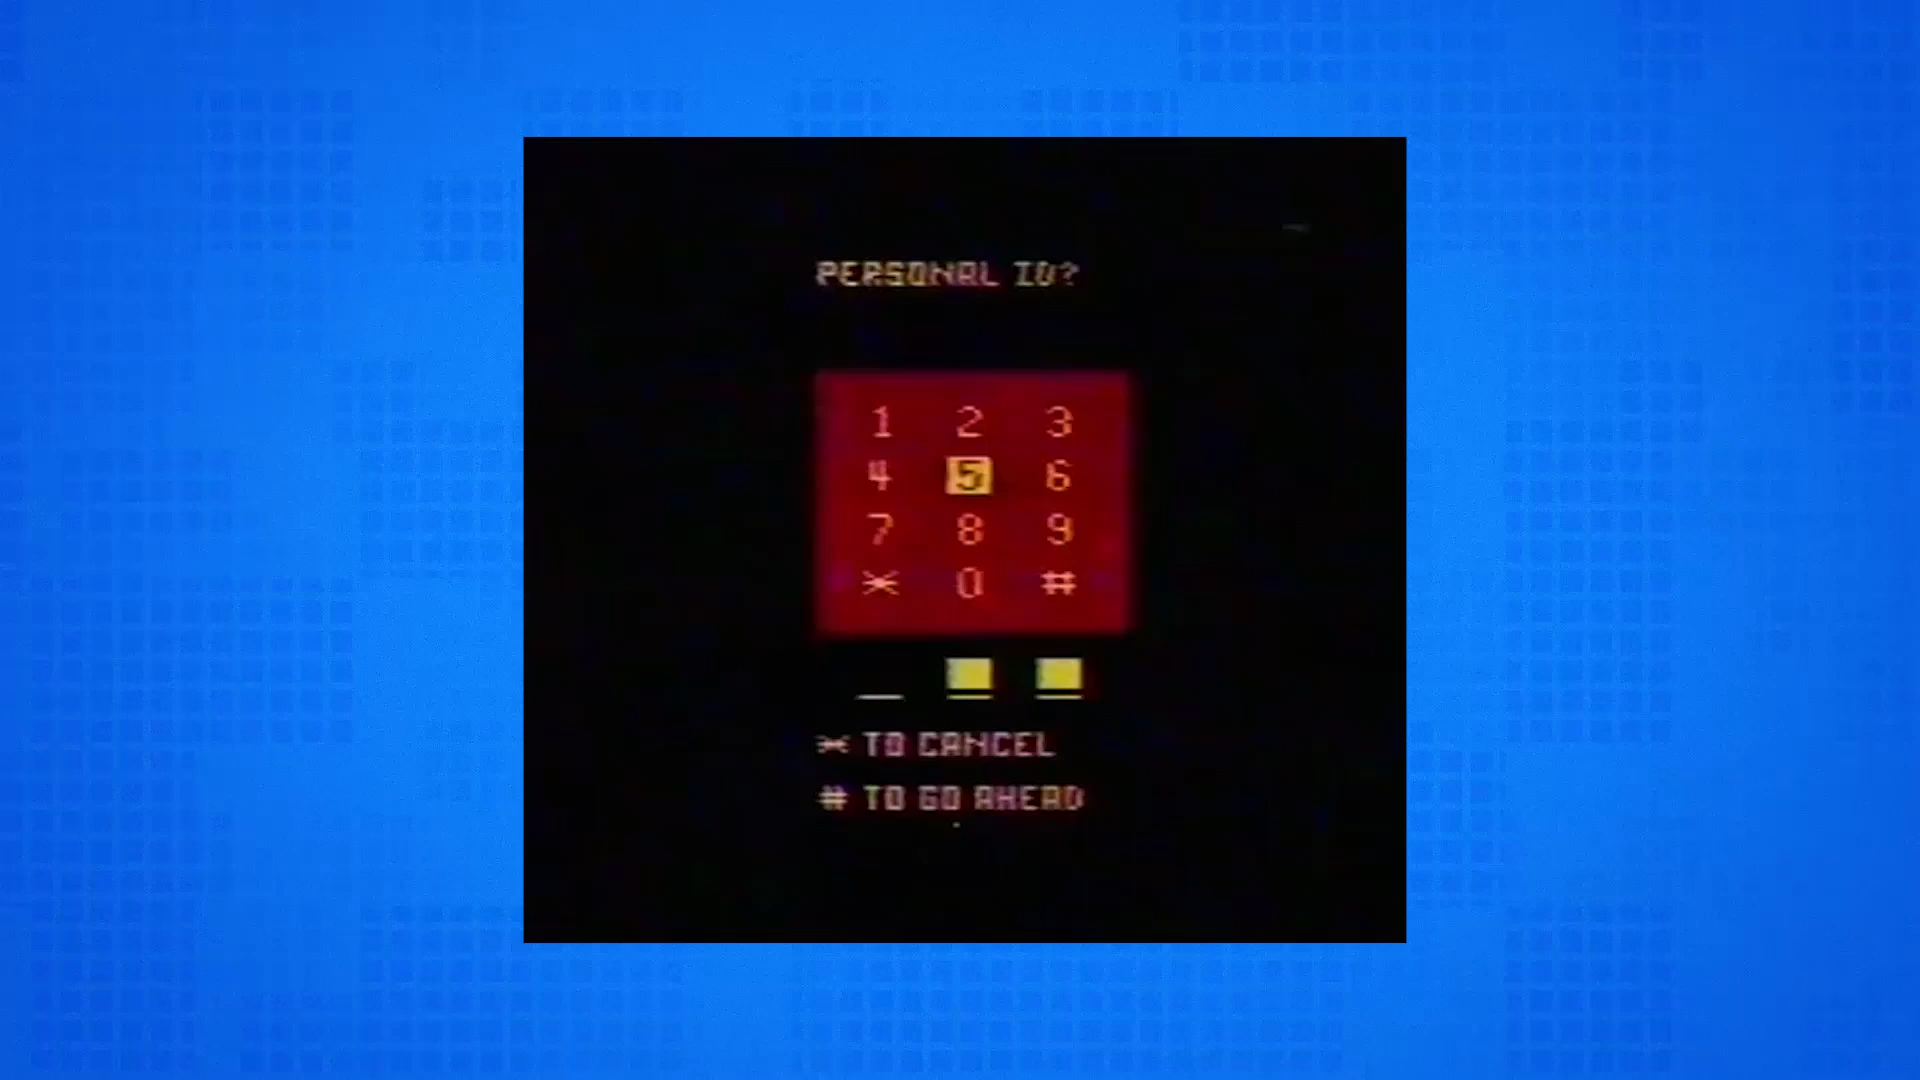 PERSONAL ID?
1 2 3
4 5 6
7 8 9
* 0 #
* TO CANCEL
# TO GO AHEAD